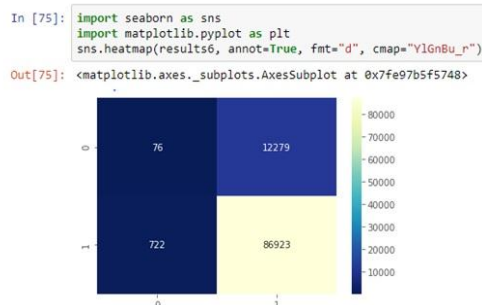 In [75]: import seaborn as sns
import matplotlib.pyplot as plt
sns.heatmap(results6, annot=True, fmt="d", cmap="YlGnBu_r")
Out[75]: <matplotlib.axes._subplots.AxesSubplot at 0x7fe97b5f5748>
80000
0 76 12279
70000
60000
50000
40000
30000
1 722 86923
20000
10000
0 1